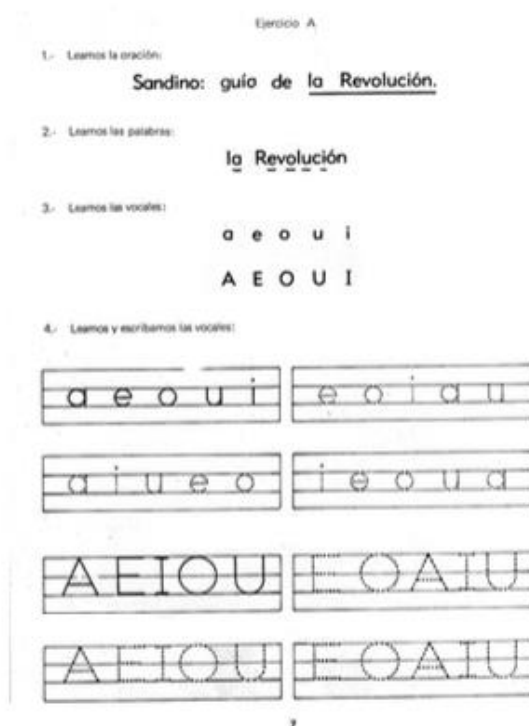 Ejercicio A
1.- Leamos la oración:
Sandino: guía de la Revolución.
2.- Leamos las palabras:
la Revolución
3.- Leamos las vocales:
a e o u i
A E O U I
4.- Leamos y escribamos las vocales:
a e o u i e o i a u
a i u e o i e o u a
A E I O U E O A I U
A E I O U E O A I U